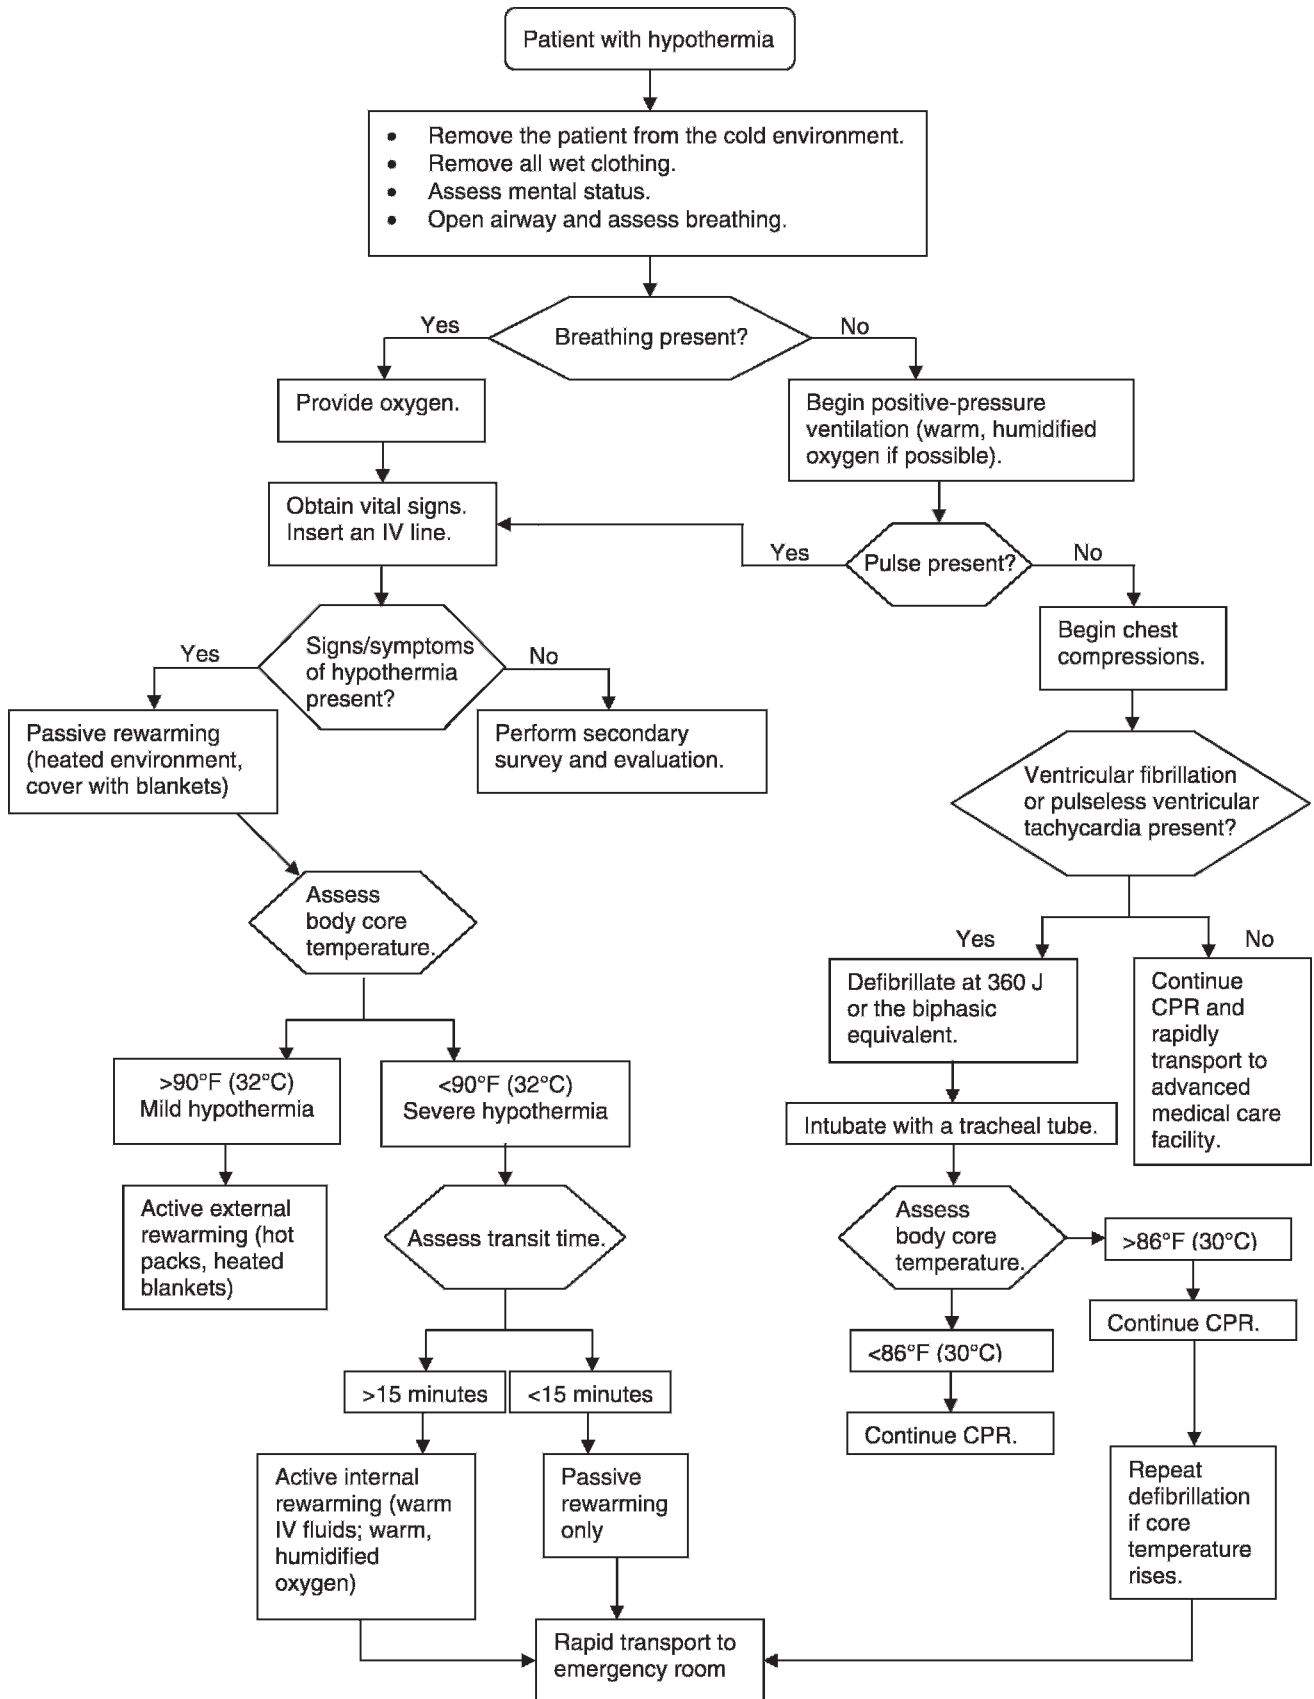 Patient with hypothermia
• Remove the patient from the cold environment.
• Remove all wet clothing.
• Assess mental status.
• Open airway and assess breathing.
Breathing present?
Yes
No
Provide oxygen.
Begin positive-pressure
ventilation (warm, humidified
oxygen if possible).
Obtain vital signs.
Insert an IV line.
Pulse present?
Yes
No
Begin chest
compressions.
Signs/symptoms
of hypothermia
present?
Yes
No
Passive rewarming
(heated environment,
cover with blankets)
Perform secondary
survey and evaluation.
Ventricular fibrillation
or pulseless ventricular
tachycardia present?
Assess
body core
temperature.
Yes
No
Defibrillate at 360 J
or the biphasic
equivalent.
Continue
CPR and
rapidly
transport to
advanced
medical care
facility.
>90°F (32°C)
Mild hypothermia
<90°F (32°C)
Severe hypothermia
Intubate with a tracheal tube.
Active external
rewarming (hot
packs, heated
blankets)
Assess transit time.
Assess
body core
temperature.
>86°F (30°C)
Continue CPR.
<86°F (30°C)
Continue CPR.
>15 minutes
<15 minutes
Active internal
rewarming (warm
IV fluids; warm,
humidified
oxygen)
Passive
rewarming
only
Repeat
defibrillation
if core
temperature
rises.
Rapid transport to
emergency room